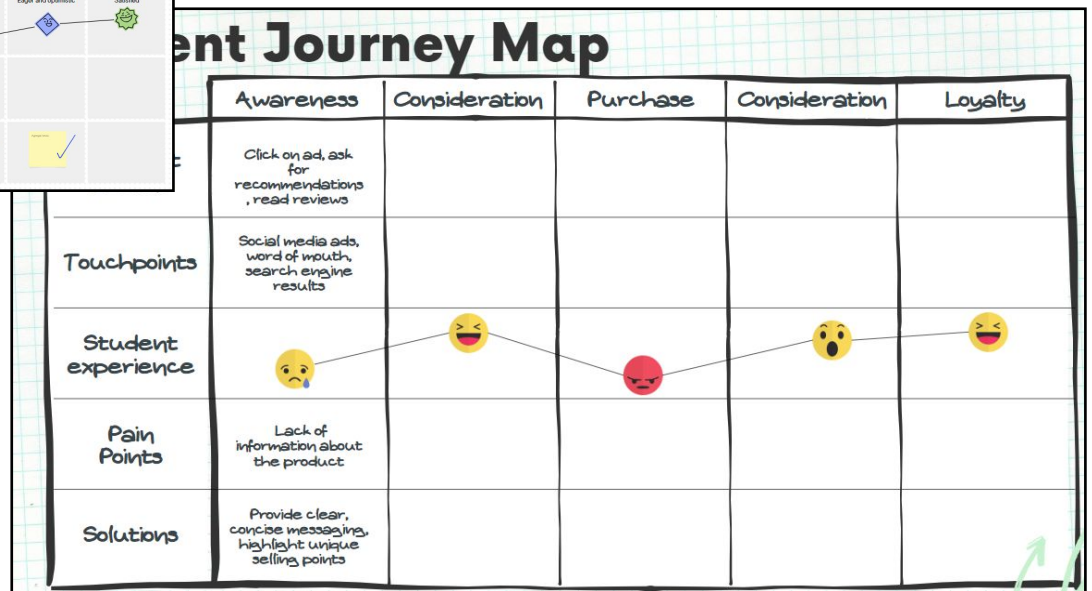 Eager and optimistic
Satisfied
ent Journey Map
Awareness
Consideration
Purchase
Consideration
Loyalty
Click on ad, ask
for
recommendations
, read reviews
Touchpoints
Social media ads,
word of mouth,
search engine
results
Student
experience
Pain
Points
Lack of
information about
the product
Solutions
Provide clear,
concise messaging,
highlight unique
selling points